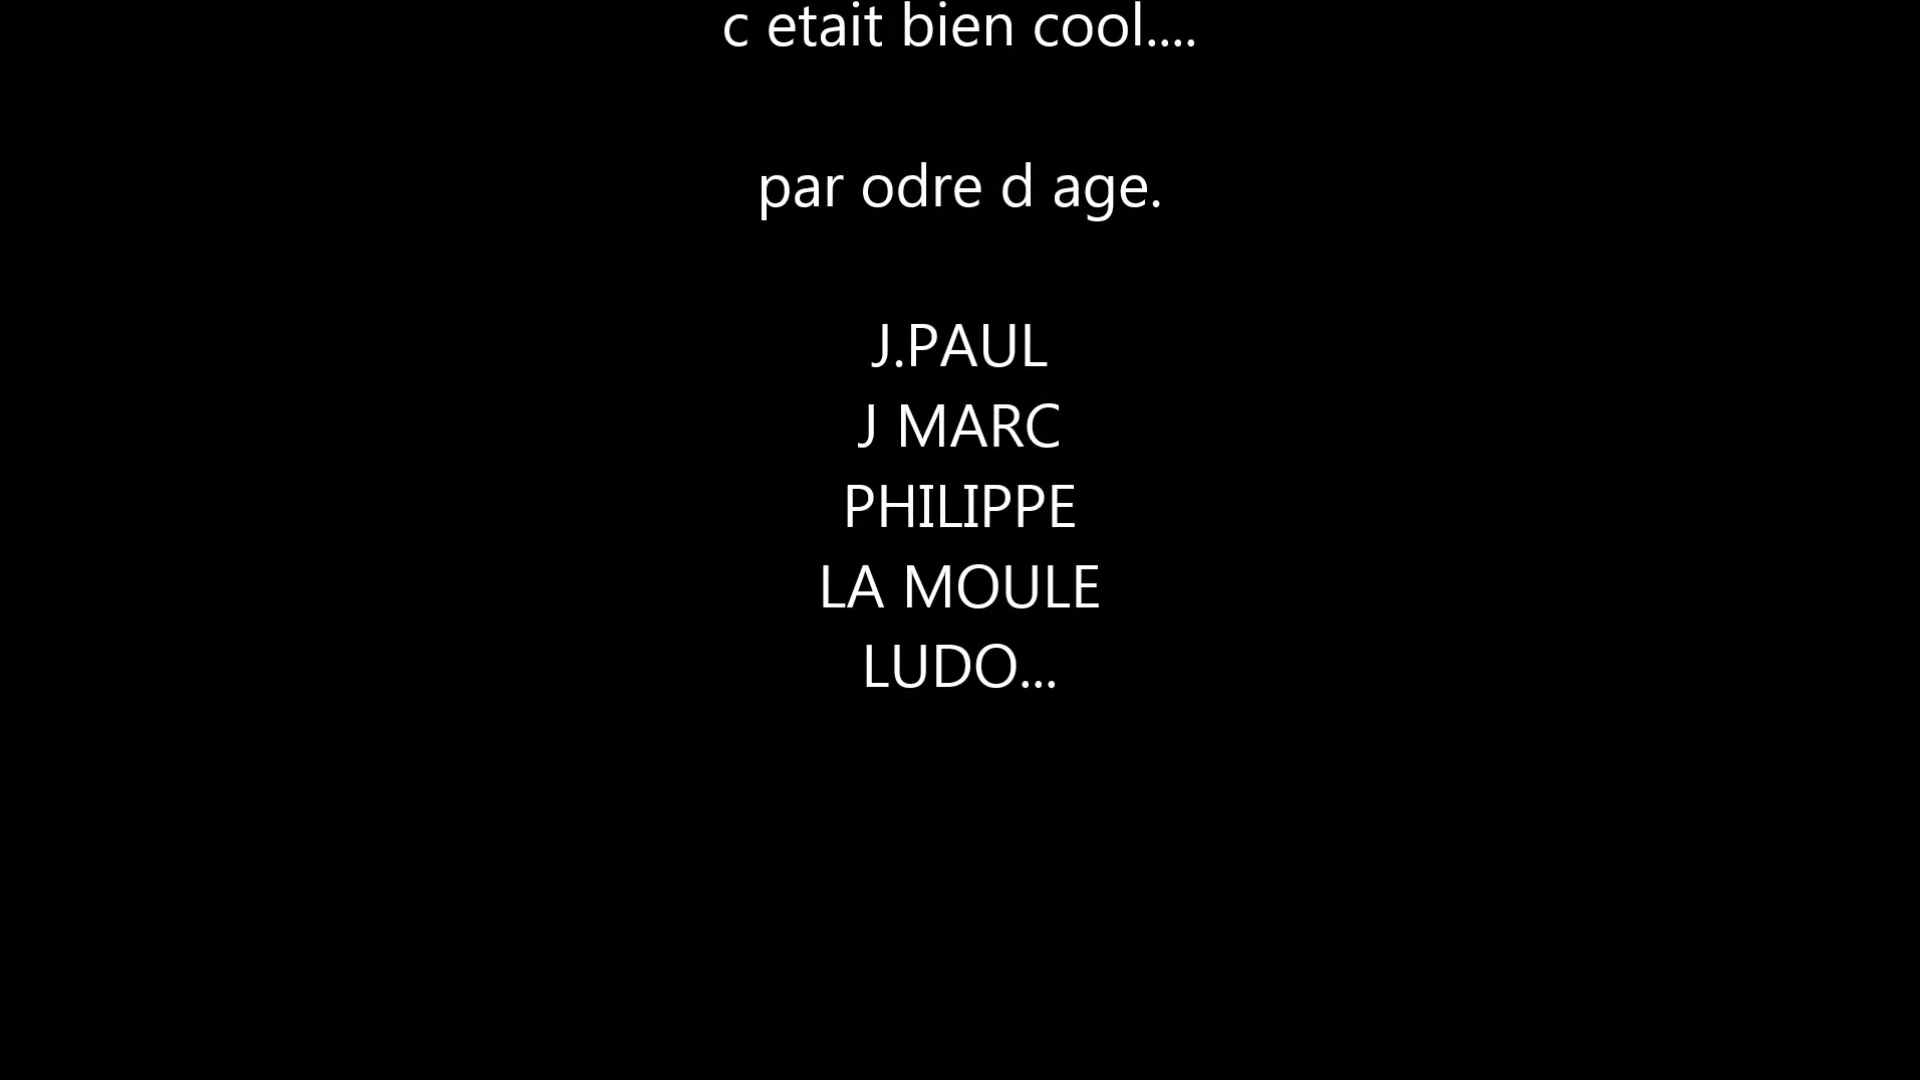 c etait bien cool....
par odre d age.
J.PAUL
J MARC
PHILIPPE
LA MOULE
LUDO...